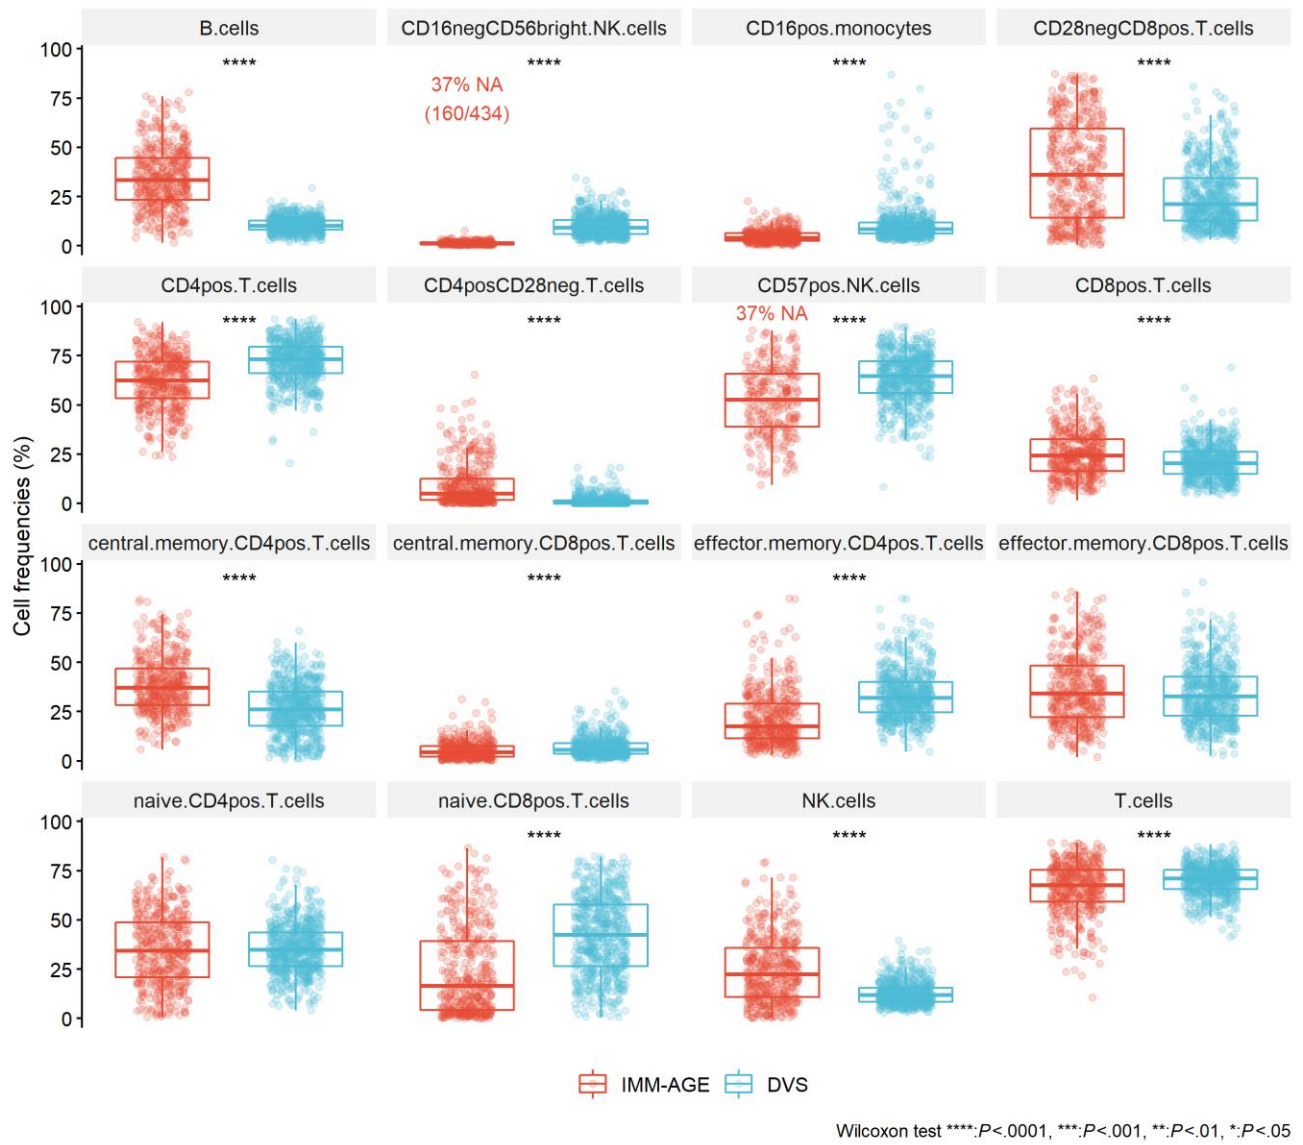 B.cells CD16negCD56bright.NK.cells CD16pos.monocytes CD28negCD8pos.T.cells
100 **** **** **** ****
37% NA
75
(160/434)
50
25
0
CD4pos.T.cells CD4posCD28neg.T.cells CD57pos.NK.cells CD8pos.T.cells
100 **** **** 37% NA **** ****
75
50
25
0
Cell frequencies (%)
central.memory.CD4pos.T.cells central.memory.CD8pos.T.cells effector.memory.CD4pos.T.cells effector.memory.CD8pos.T.cells
100 **** **** ****
75
50
25
0
naive.CD4pos.T.cells naive.CD8pos.T.cells NK.cells T.cells
100 **** **** ****
75
50
25
0
IMM-AGE DVS
Wilcoxon test ****:P<.0001, ***:P<.001, **:P<.01, *:P<.05